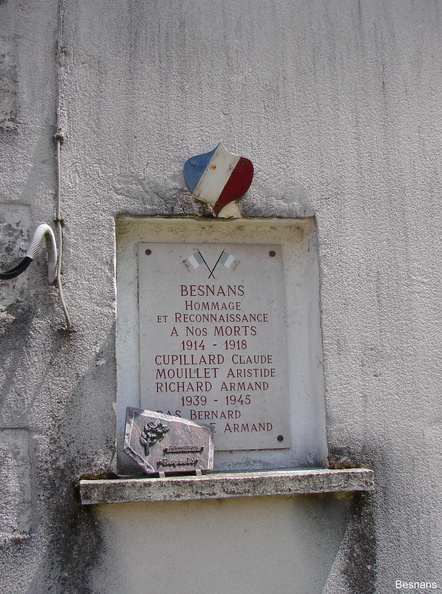 BESNANS
HOMMAGE
ET RECONNAISSANCE
A NOS MORTS
1914 - 1918
CUPILLARD CLAUDE
MOUILLET ARISTIDE
RICHARD ARMAND
1939 - 1945
BERNARD
ARMAND
Besnans